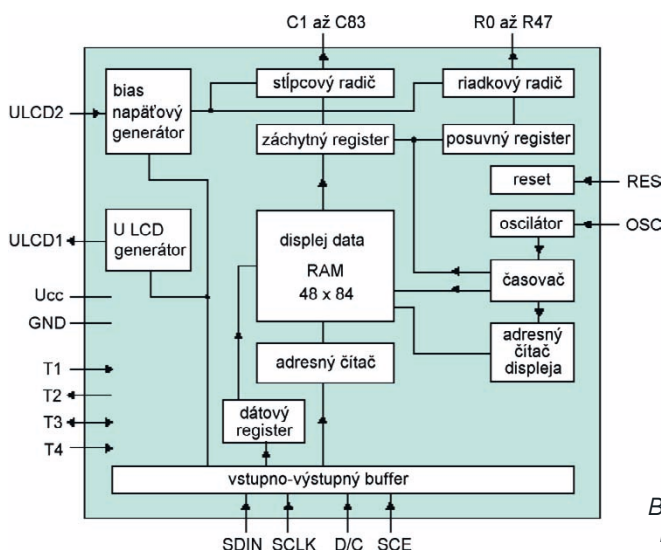 C1 až C83
R0 až R47
bias
napäťový
generátor
stĺpcový radič
riadkový radič
ULCD2
záchytný register
posuvný register
reset
RES
U LCD
generátor
ULCD1
displej data
RAM
48 x 84
oscilátor
OSC
časovač
Ucc
GND
adresný
čítač
displeja
adresný čítač
T1
T2
T3
T4
dátový
register
vstupno-výstupný buffer
B
SDIN SCLK D/C SCE